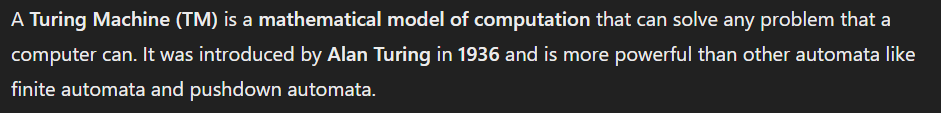 A Turing Machine (TM) is a mathematical model of computation that can solve any problem that a
computer can. It was introduced by Alan Turing in 1936 and is more powerful than other automata like
finite automata and pushdown automata.